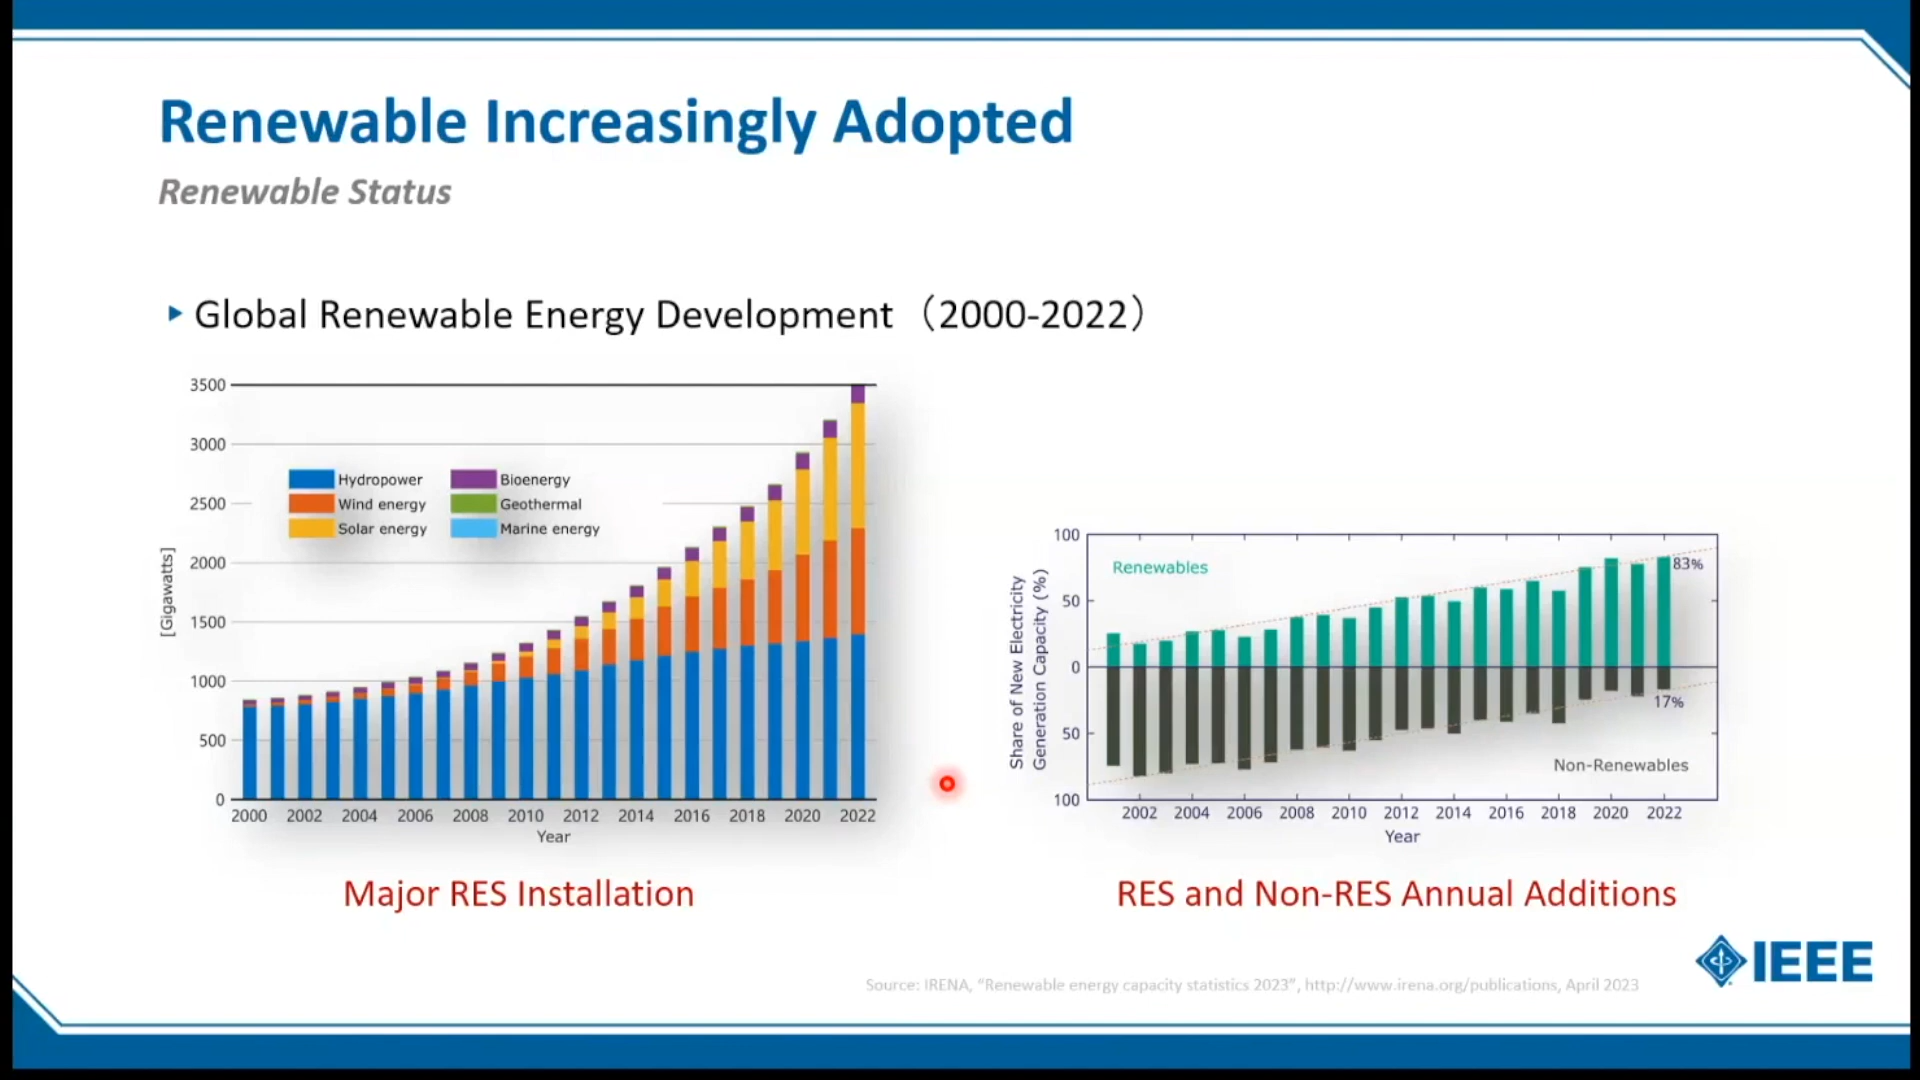 Renewable Increasingly Adopted
Renewable Status
Global Renewable Energy Development（2000-2022）
3500
3000
2500
2000
1500
1000
500
0
[Gigawatts]
Hydropower
Wind energy
Solar energy
Bioenergy
Geothermal
Marine energy
2000 2002 2004 2006 2008 2010 2012 2014 2016 2018 2020 2022
Year
Major RES Installation
100
50
0
50
100
Share of New Electricity
Generation Capacity (%)
Renewables
83%
17%
Non-Renewables
2002 2004 2006 2008 2010 2012 2014 2016 2018 2020 2022
Year
RES and Non-RES Annual Additions
IEEE
Source: IRENA, “Renewable energy capacity statistics 2023”, http://www.irena.org/publications, April 2023